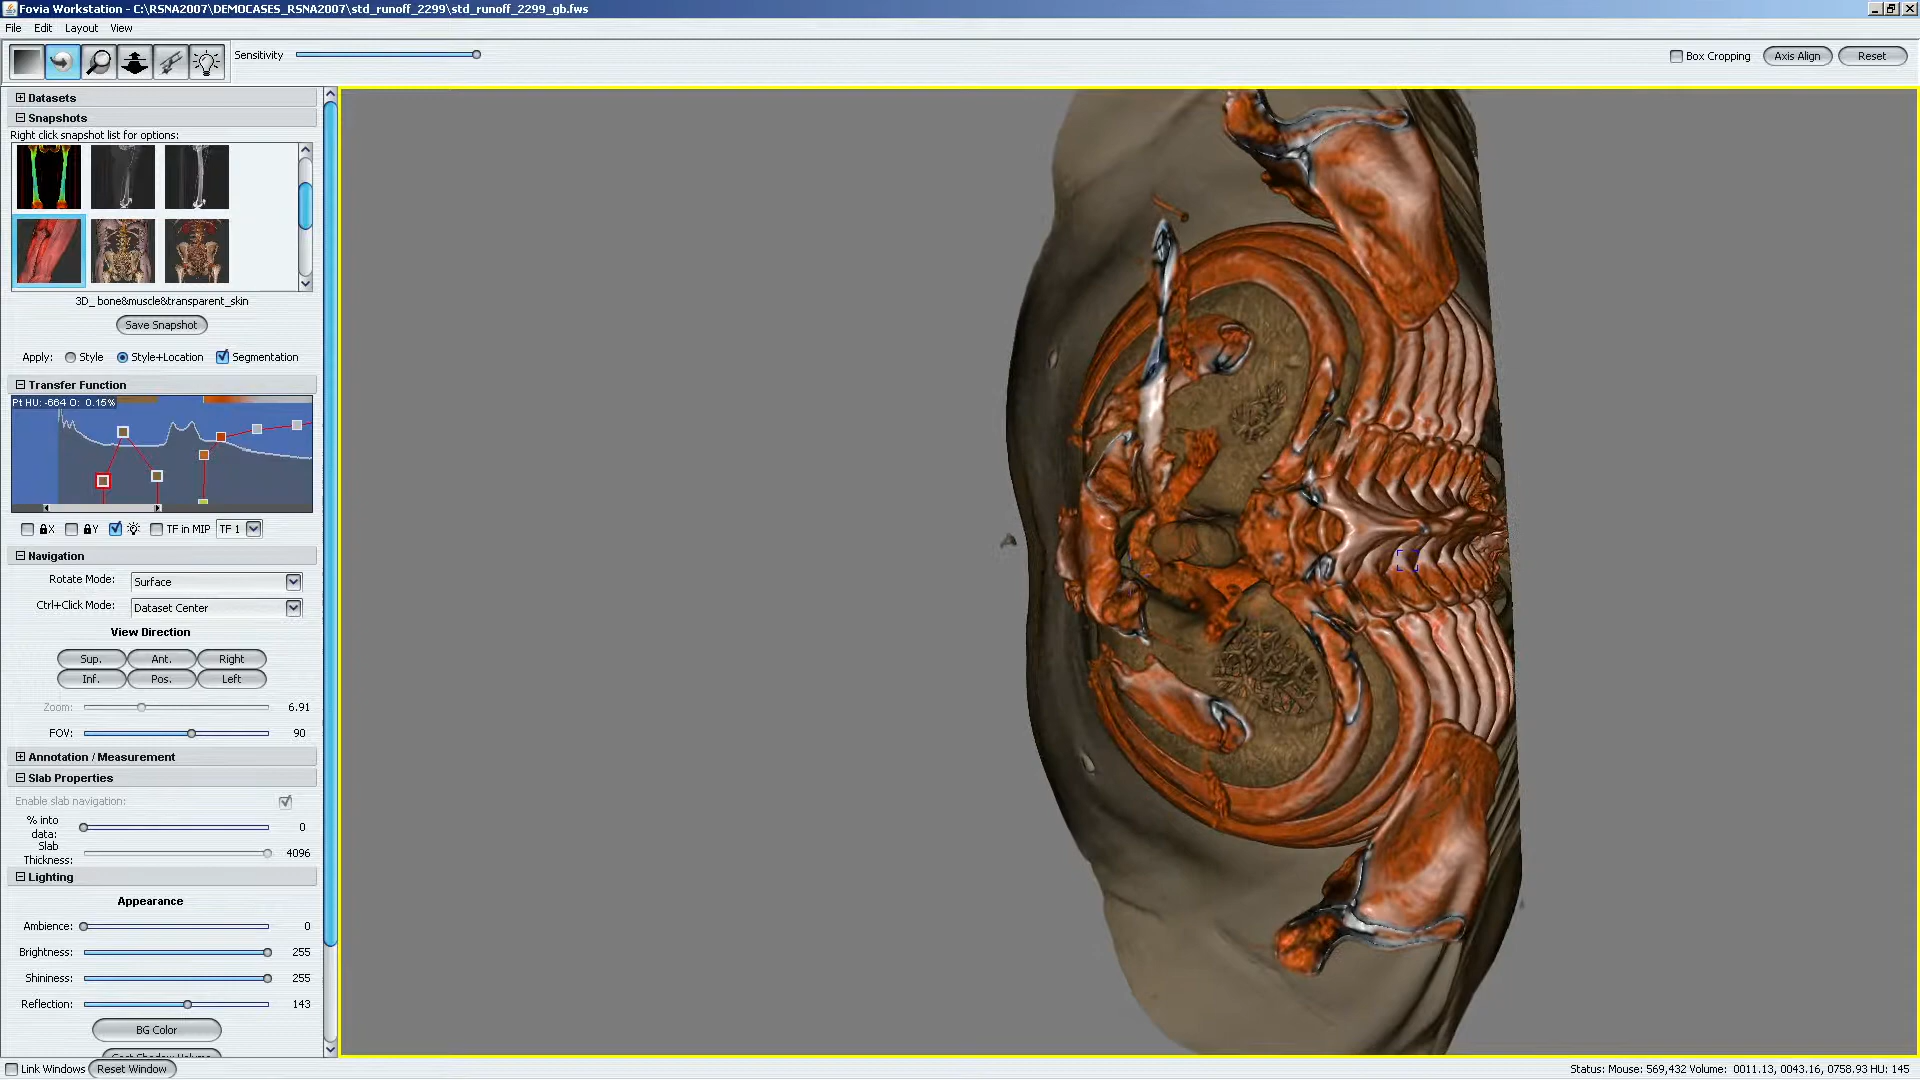 Fovia Workstation - C:\RSNA2007\DEMOCASES_RSNA2007\std_runoff_2299\std_runoff_2299_gb.fws
File Edit Layout View
Sensitivity
Box Cropping Axis Align Reset
Datasets
Snapshots
Right click snapshot list for options:
3D_ bone&muscle&transparent_skin
Save Snapshot
Apply: Style Style+Location Segmentation
Transfer Function
Pt HU: -664 O: 0.15%
X Y TF in MIP TF 1
Navigation
Rotate Mode: Surface
Ctrl+Click Mode: Dataset Center
View Direction
Sup. Ant. Right
Inf. Pos. Left
Zoom: 6.91
FOV: 90
Annotation / Measurement
Slab Properties
Enable slab navigation:
% into data: 0
Slab Thickness: 4096
Lighting
Appearance
Ambience: 0
Brightness: 255
Shininess: 255
Reflection: 143
BG Color
Link Windows Reset Window
Status: Mouse: 569,432 Volume: 0011.13, 0043.16, 0758.93 HU: 145